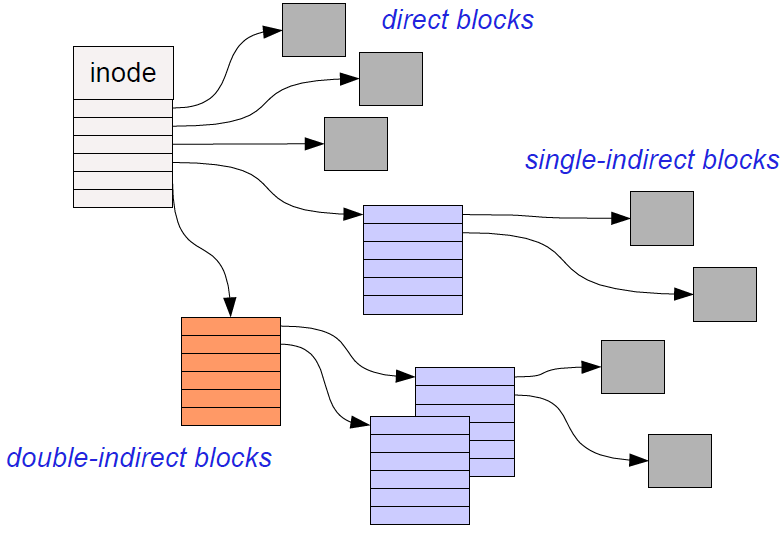 direct blocks
inode
single-indirect blocks
double-indirect blocks